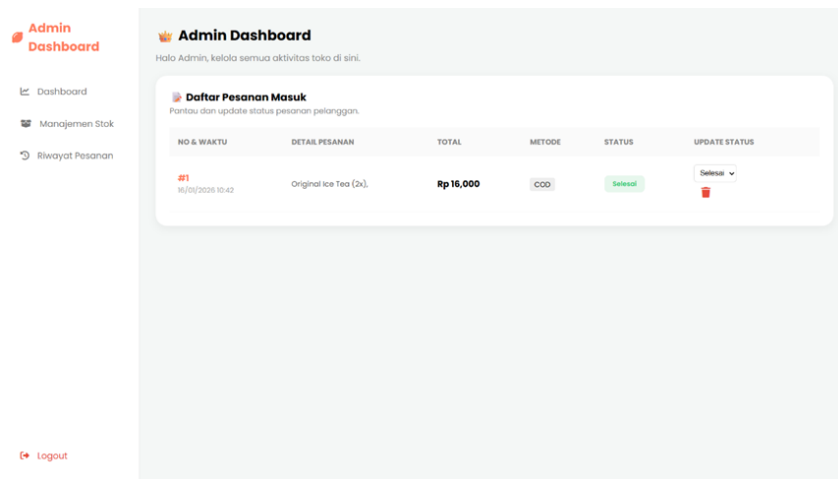 Admin
Dashboard
Dashboard
Manajemen Stok
Riwayat Pesanan
Logout
Admin Dashboard
Halo Admin, kelola semua aktivitas toko di sini.
Daftar Pesanan Masuk
Pantau dan update status pesanan pelanggan.
NO & WAKTU DETAIL PESANAN TOTAL METODE STATUS UPDATE STATUS
#1
16/01/2026 10:42
Original Ice Tea (2x),
Rp 16,000
COD
Selesai
Selesai